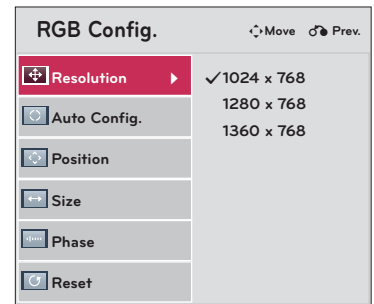 RGB Config.
Move Prev.
Resolution
Auto Config.
Position
Size
Phase
Reset
✓1024 x 768
1280 x 768
1360 x 768